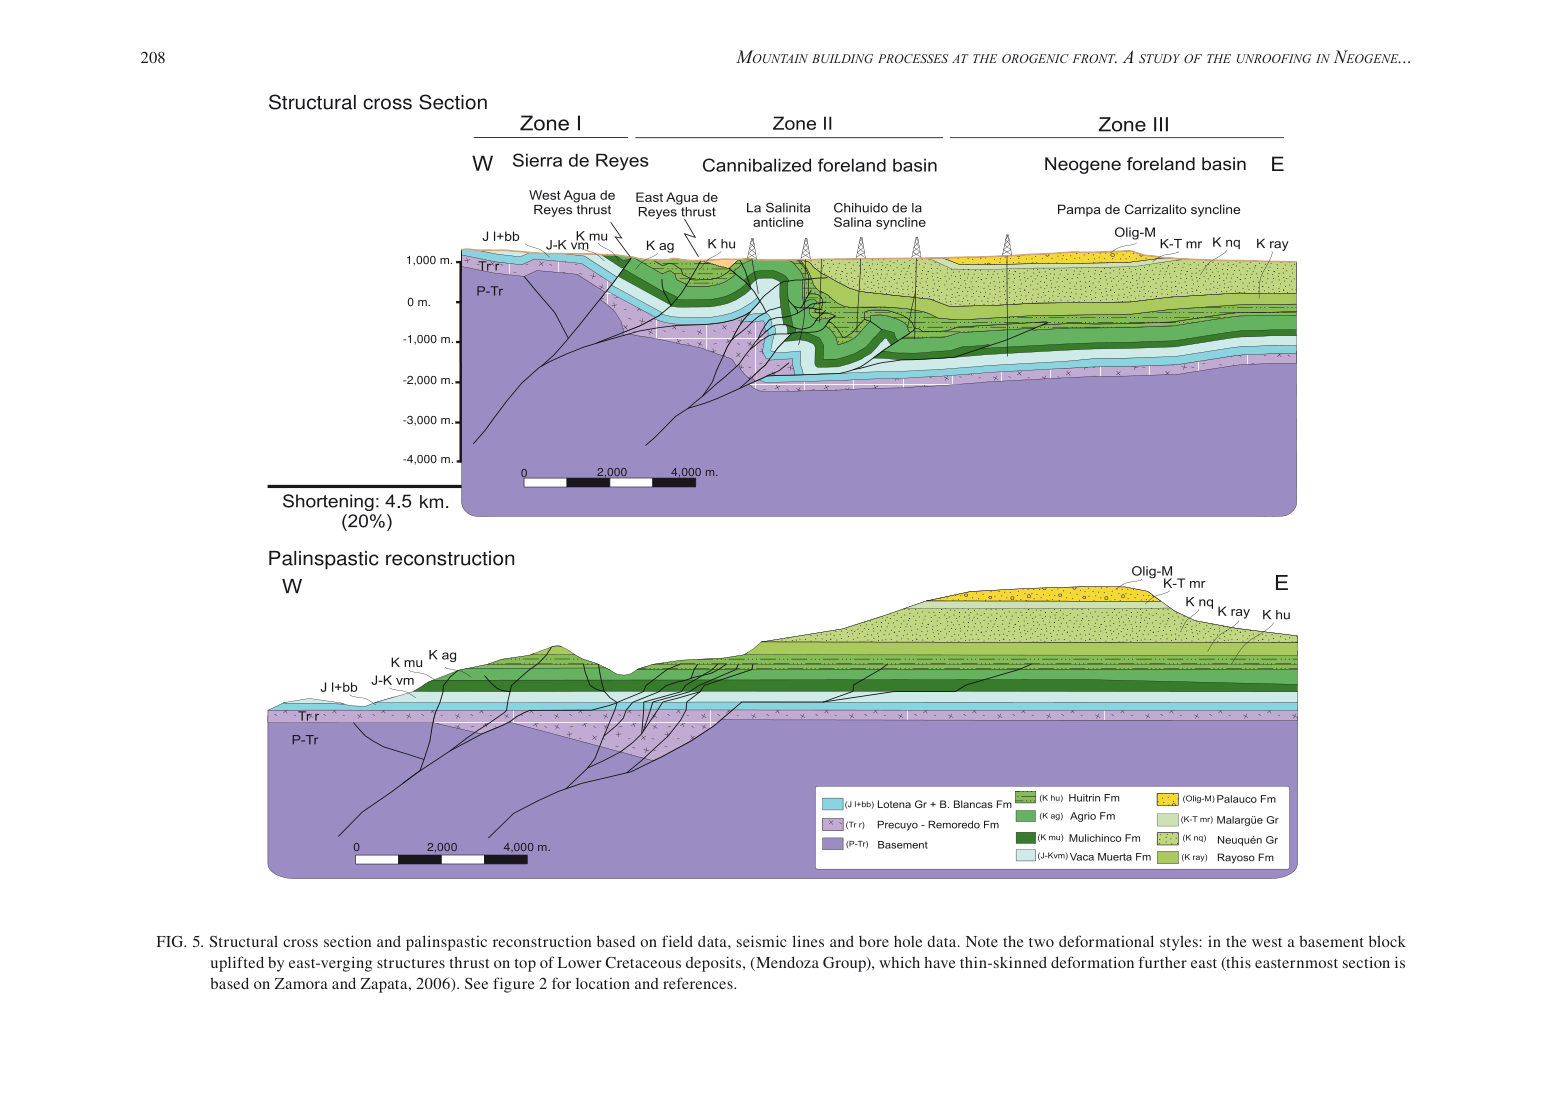 208
MOUNTAIN BUILDING PROCESSES AT THE OROGENIC FRONT. A STUDY OF THE UNROOFING IN NEOGENE...
Structural cross Section
Zone I
Zone II
Zone III
W
Sierra de Reyes
Cannibalized foreland basin
Neogene foreland basin
E
West Agua de
Reyes thrust
East Agua de
Reyes thrust
La Salinita
anticline
Chihuido de la
Salina syncline
Pampa de Carrizalito syncline
J l+bb
J-K vm
K mu
K ag
K hu
Olig-M
K-T mr
K nq
K ray
Tr r
P-Tr
1,000 m.
0 m.
-1,000 m.
-2,000 m.
-3,000 m.
-4,000 m.
0
2,000
4,000 m.
Shortening: 4.5 km.
(20%)
Palinspastic reconstruction
W
E
Olig-M
K-T mr
K nq
K ray
K hu
K ag
K mu
J-K vm
J l+bb
Tr r
P-Tr
0
2,000
4,000 m.
(J l+bb) Lotena Gr + B. Blancas Fm
(Tr r) Precuyo - Remoredo Fm
(P-Tr) Basement
(K hu) Huitrin Fm
(K ag) Agrio Fm
(K mu) Mulichinco Fm
(J-Kvm) Vaca Muerta Fm
(Olig-M) Palauco Fm
(K-T mr) Malargüe Gr
(K nq) Neuquén Gr
(K ray) Rayoso Fm
FIG. 5. Structural cross section and palinspastic reconstruction based on field data, seismic lines and bore hole data. Note the two deformational styles: in the west a basement block
uplifted by east-verging structures thrust on top of Lower Cretaceous deposits, (Mendoza Group), which have thin-skinned deformation further east (this easternmost section is
based on Zamora and Zapata, 2006). See figure 2 for location and references.